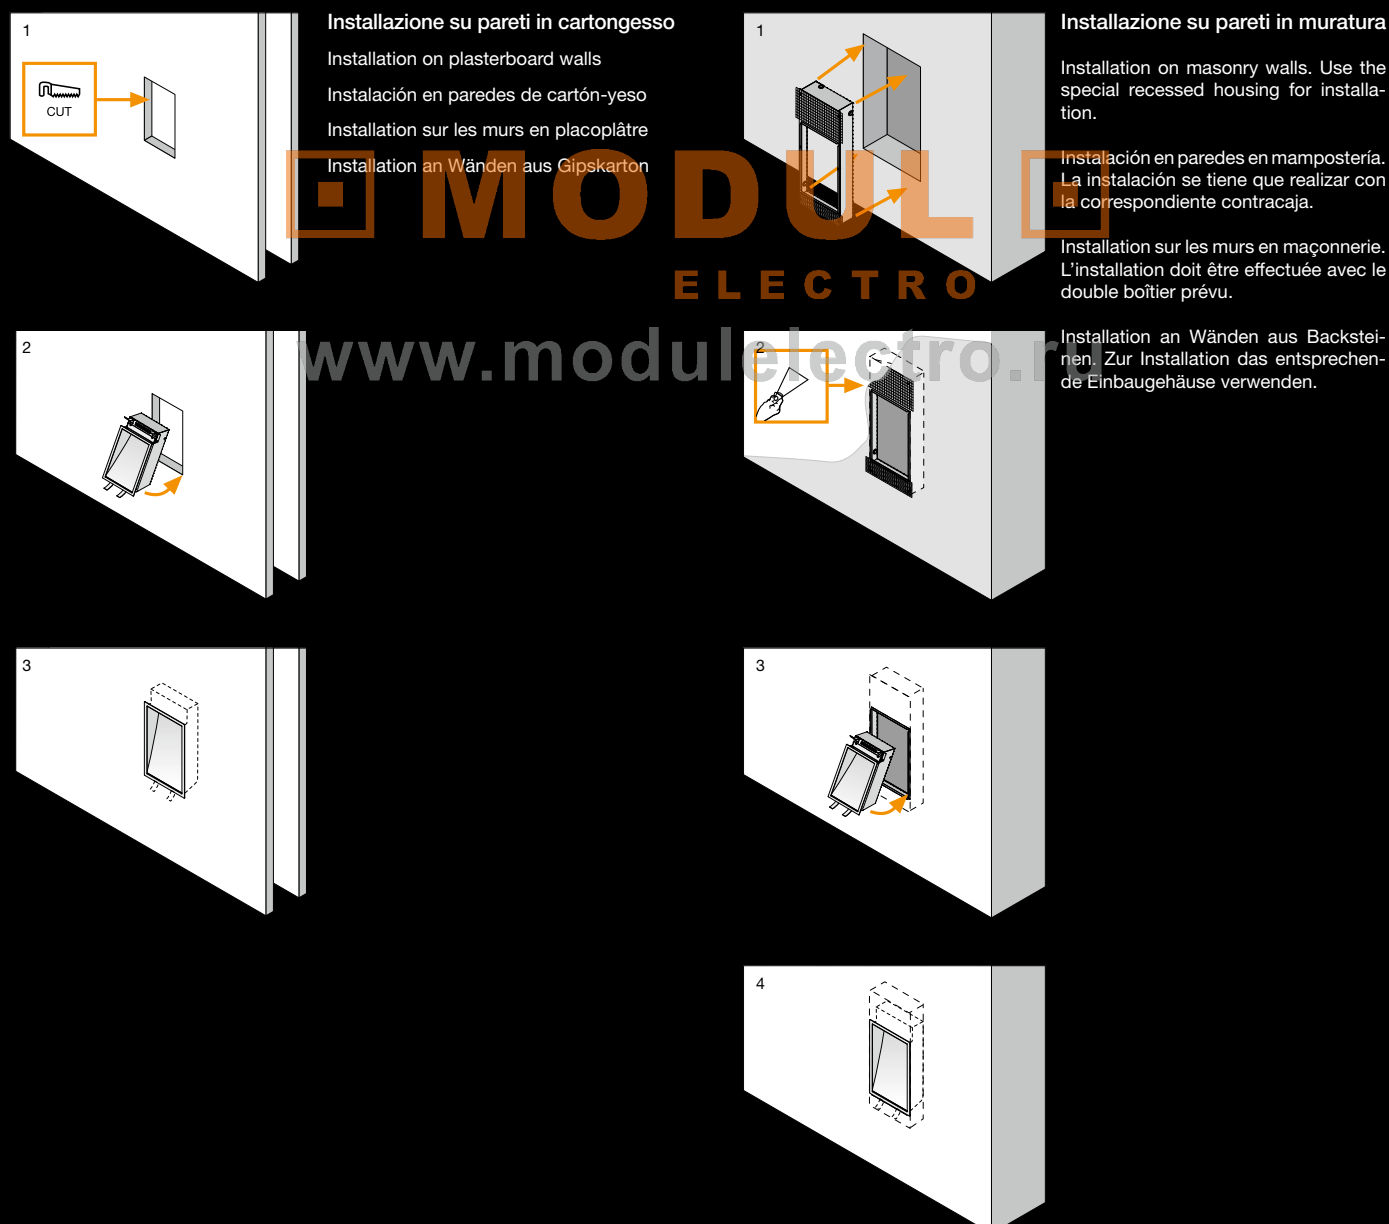 1
CUT
Installazione su pareti in cartongesso
Installation on plasterboard walls
Instalación en paredes de cartón-yeso
Installation sur les murs en placoplâtre
Installation an Wänden aus Gipskarton
2
3
1
Installazione su pareti in muratura
Installation on masonry walls. Use the
special recessed housing for installa-
tion.
Instalación en paredes en mampostería.
La instalación se tiene que realizar con
la correspondiente contracaja.
Installation sur les murs en maçonnerie.
L'installation doit être effectuée avec le
double boîtier prévu.
Installation an Wänden aus Backstei-
nen. Zur Installation das entsprechen-
de Einbaugehäuse verwenden.
2
3
4
MODUL
ELECTRO
www.modulelectro.ru